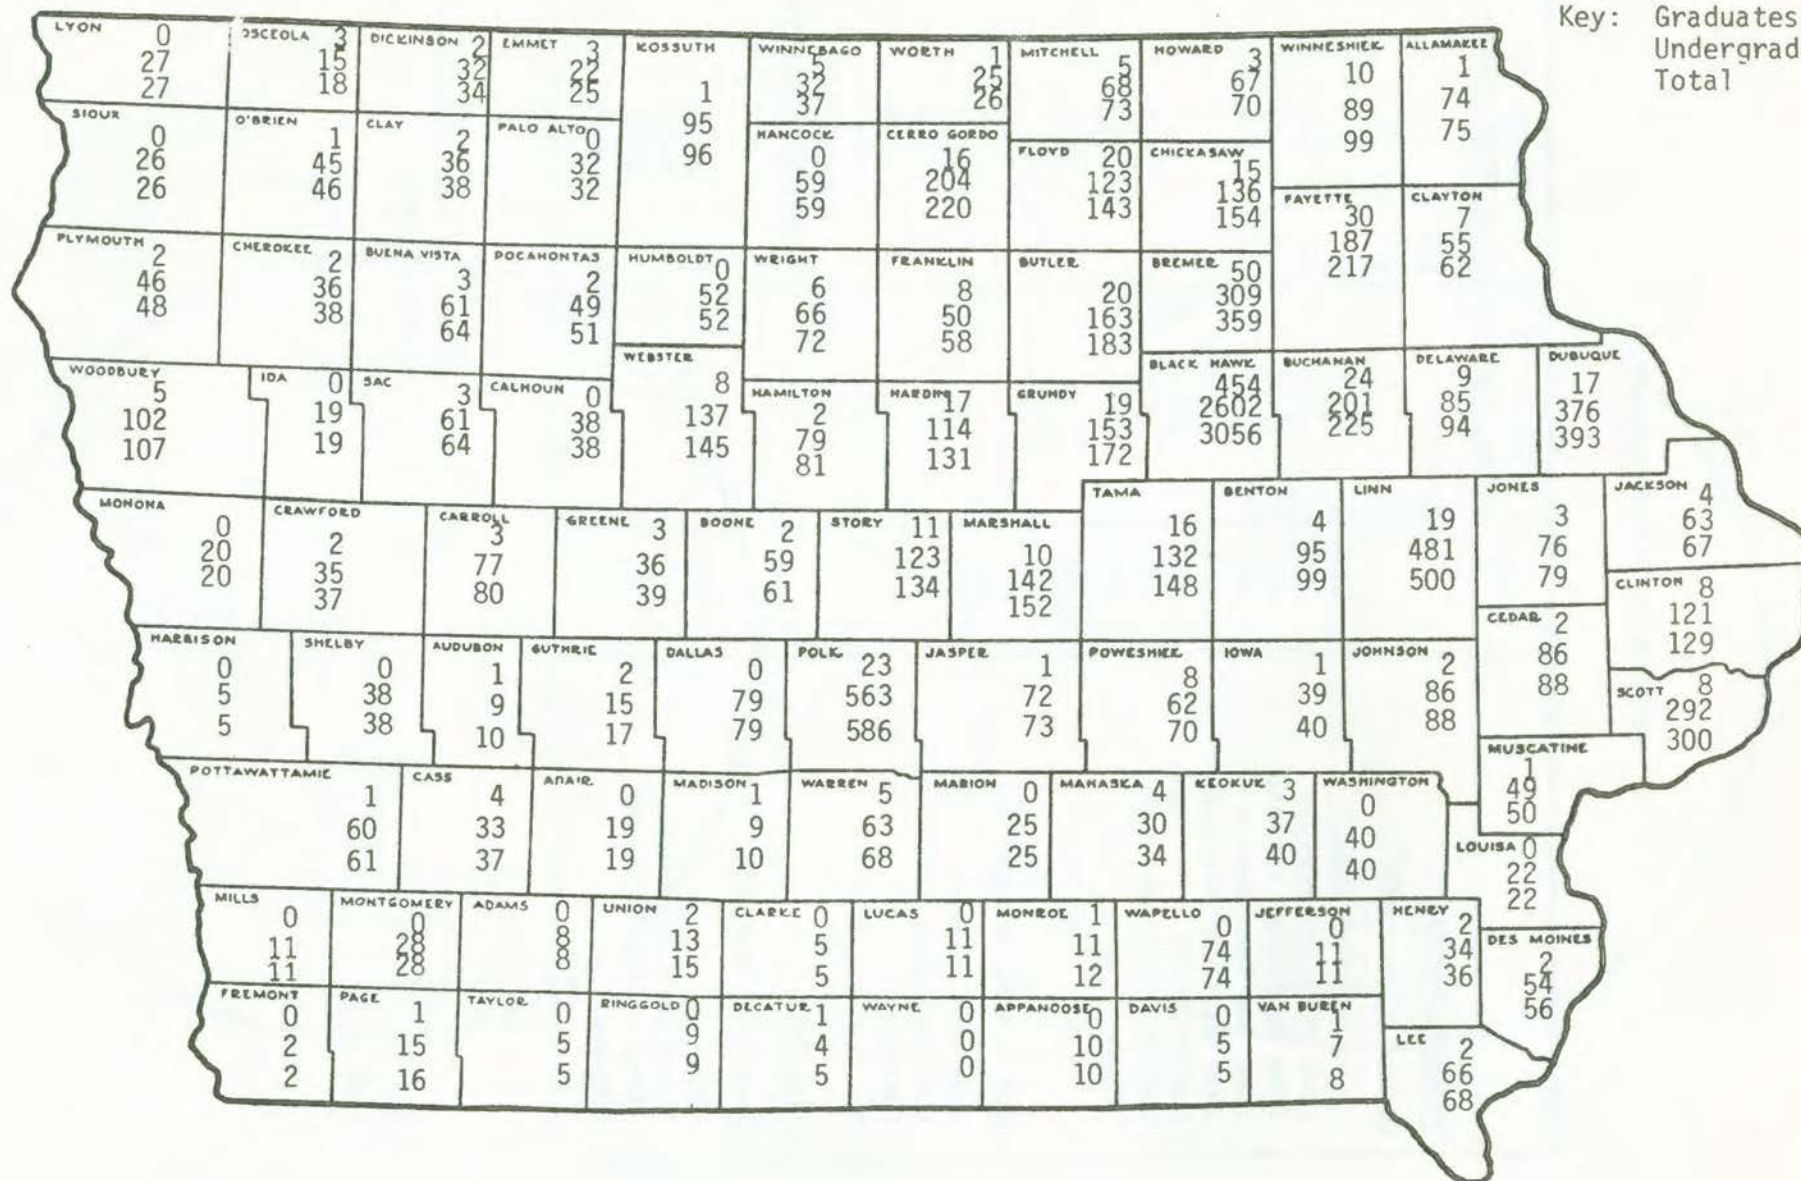 Key: Graduates
Undergrad
Total
LYON
0
27
27
OSCEOLA
3
15
18
DICKINSON
2
32
34
EMMET
3
22
25
KOSSUTH
1
95
96
WINNEBAGO
5
32
37
WORTH
1
25
26
MITCHELL
5
68
73
HOWARD
3
67
70
WINNESHIEK
10
89
99
ALLAMAKEE
1
74
75
SIOUX
0
26
26
O'BRIEN
1
45
46
CLAY
2
36
38
PALO ALTO
0
32
32
HANCOCK
0
59
59
CERRO GORDO
16
204
220
FLOYD
20
123
143
CHICKASAW
15
136
154
FAYETTE
30
187
217
CLAYTON
7
55
62
PLYMOUTH
2
46
48
CHEROKEE
2
36
38
BUENA VISTA
3
61
64
POCAHONTAS
2
49
51
HUMBOLDT
0
52
52
WRIGHT
6
66
72
FRANKLIN
8
50
58
BUTLER
20
163
183
BREMER
50
309
359
WOODBURY
5
102
107
IDA
0
19
19
SAC
3
61
64
CALHOUN
0
38
38
WEBSTER
8
137
145
HAMILTON
2
79
81
HARDIN
17
114
131
GRUNDY
19
153
172
BLACK HAWK
454
2602
3056
BUCHANAN
24
201
225
DELAWARE
9
85
94
DUBUQUE
17
376
393
MONONA
0
20
20
CRAWFORD
2
35
37
CARROLL
3
77
80
GREENE
3
36
39
BOONE
2
59
61
STORY
11
123
134
MARSHALL
10
142
152
TAMA
16
132
148
BENTON
4
95
99
LINN
19
481
500
JONES
3
76
79
JACKSON
4
63
67
CLINTON
8
121
129
HARRISON
0
5
5
SHELBY
0
38
38
AUDUBON
1
9
10
GUTHRIE
2
15
17
DALLAS
0
79
79
POLK
23
563
586
JASPER
1
72
73
POWESHIEK
8
62
70
IOWA
1
39
40
JOHNSON
2
86
88
CEDAR
2
86
88
SCOTT
8
292
300
MUSCATINE
1
49
50
POTTAWATTAMIE
1
60
61
CASS
4
33
37
ADAIR
0
19
19
MADISON
1
9
10
WARREN
5
63
68
MARION
0
25
25
MAHASKA
4
30
34
KEOKUK
3
37
40
WASHINGTON
0
40
40
LOUISA
0
22
22
MILLS
0
11
11
MONTGOMERY
0
28
28
ADAMS
0
8
8
UNION
2
13
15
CLARKE
0
5
5
LUCAS
0
11
11
MONROE
1
11
12
WAPELLO
0
74
74
JEFFERSON
0
11
11
HENRY
2
34
36
DES MOINES
2
54
56
FREMONT
0
2
2
PAGE
1
15
16
TAYLOR
0
5
5
RINGGOLD
0
9
9
DECATUR
1
4
5
WAYNE
0
0
0
APPANOOSE
0
10
10
DAVIS
0
5
5
VAN BUREN
1
7
8
LEE
2
66
68